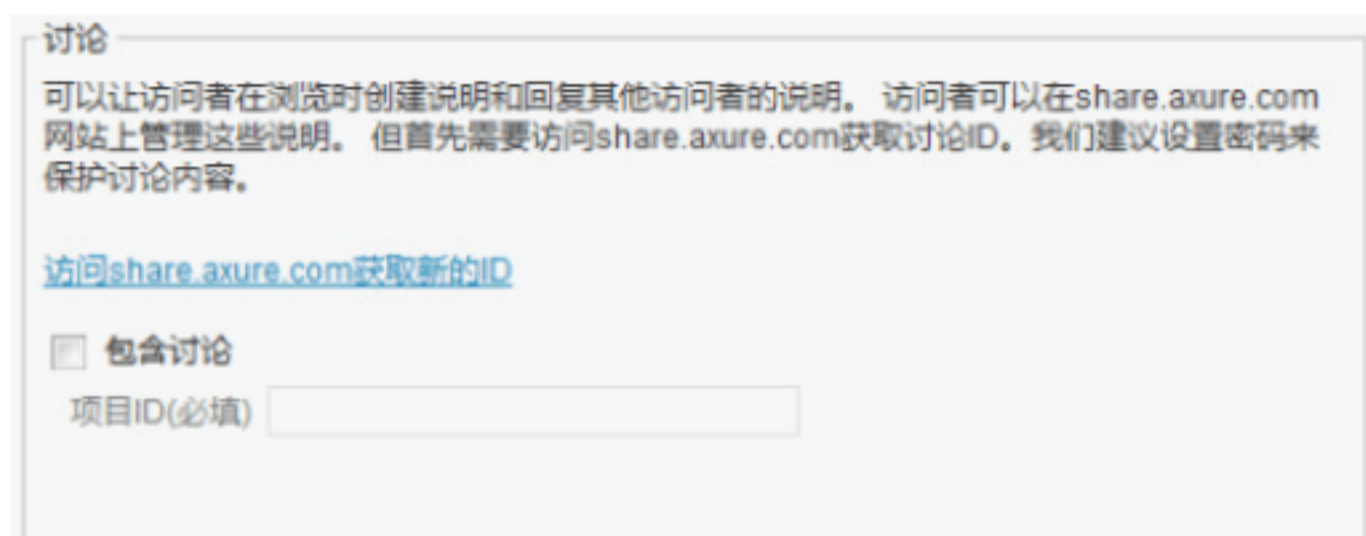 讨论
可以让访问者在浏览时创建说明和回复其他访问者的说明。 访问者可以在share.axure.com
网站上管理这些说明。 但首先需要访问share.axure.com获取讨论ID。我们建议设置密码来
保护讨论内容。
访问share.axure.com获取新的ID
包含讨论
项目ID(必填)